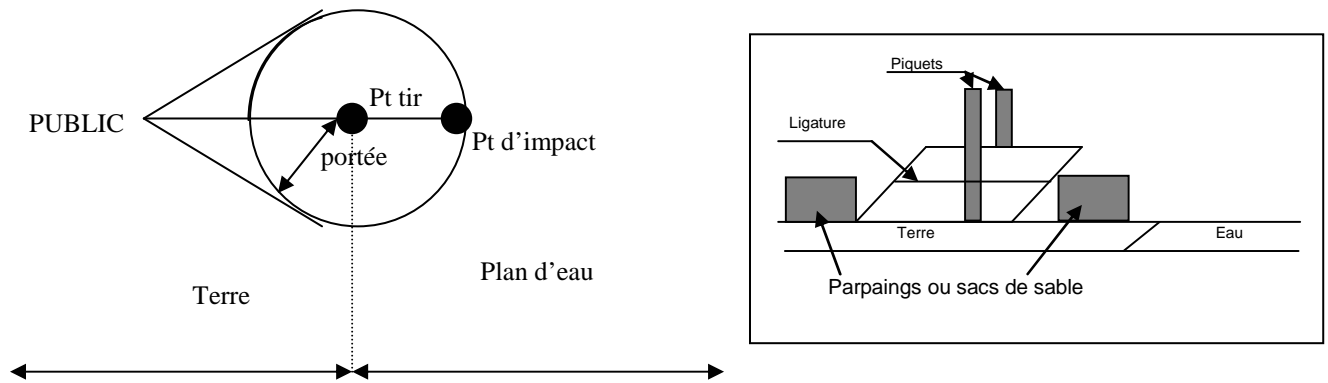 PUBLIC
Pt tir
portée
Pt d’impact
Terre
Plan d’eau
Piquets
Ligature
Terre
Eau
Parpaings ou sacs de sable